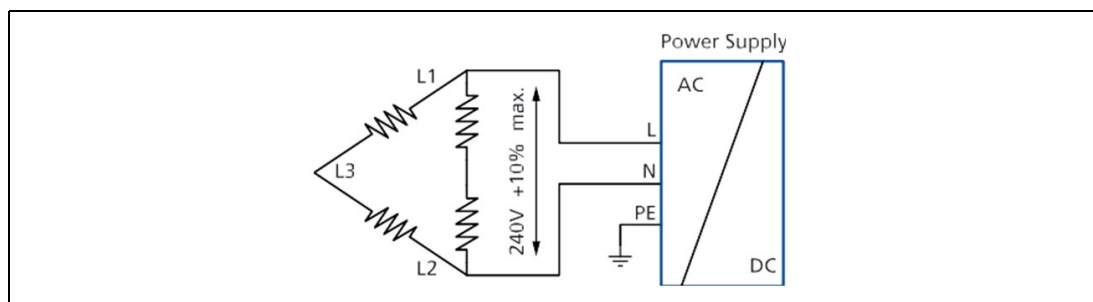 Power Supply
L1
AC
L
240V +10% max.
L3
N
PE
L2
DC